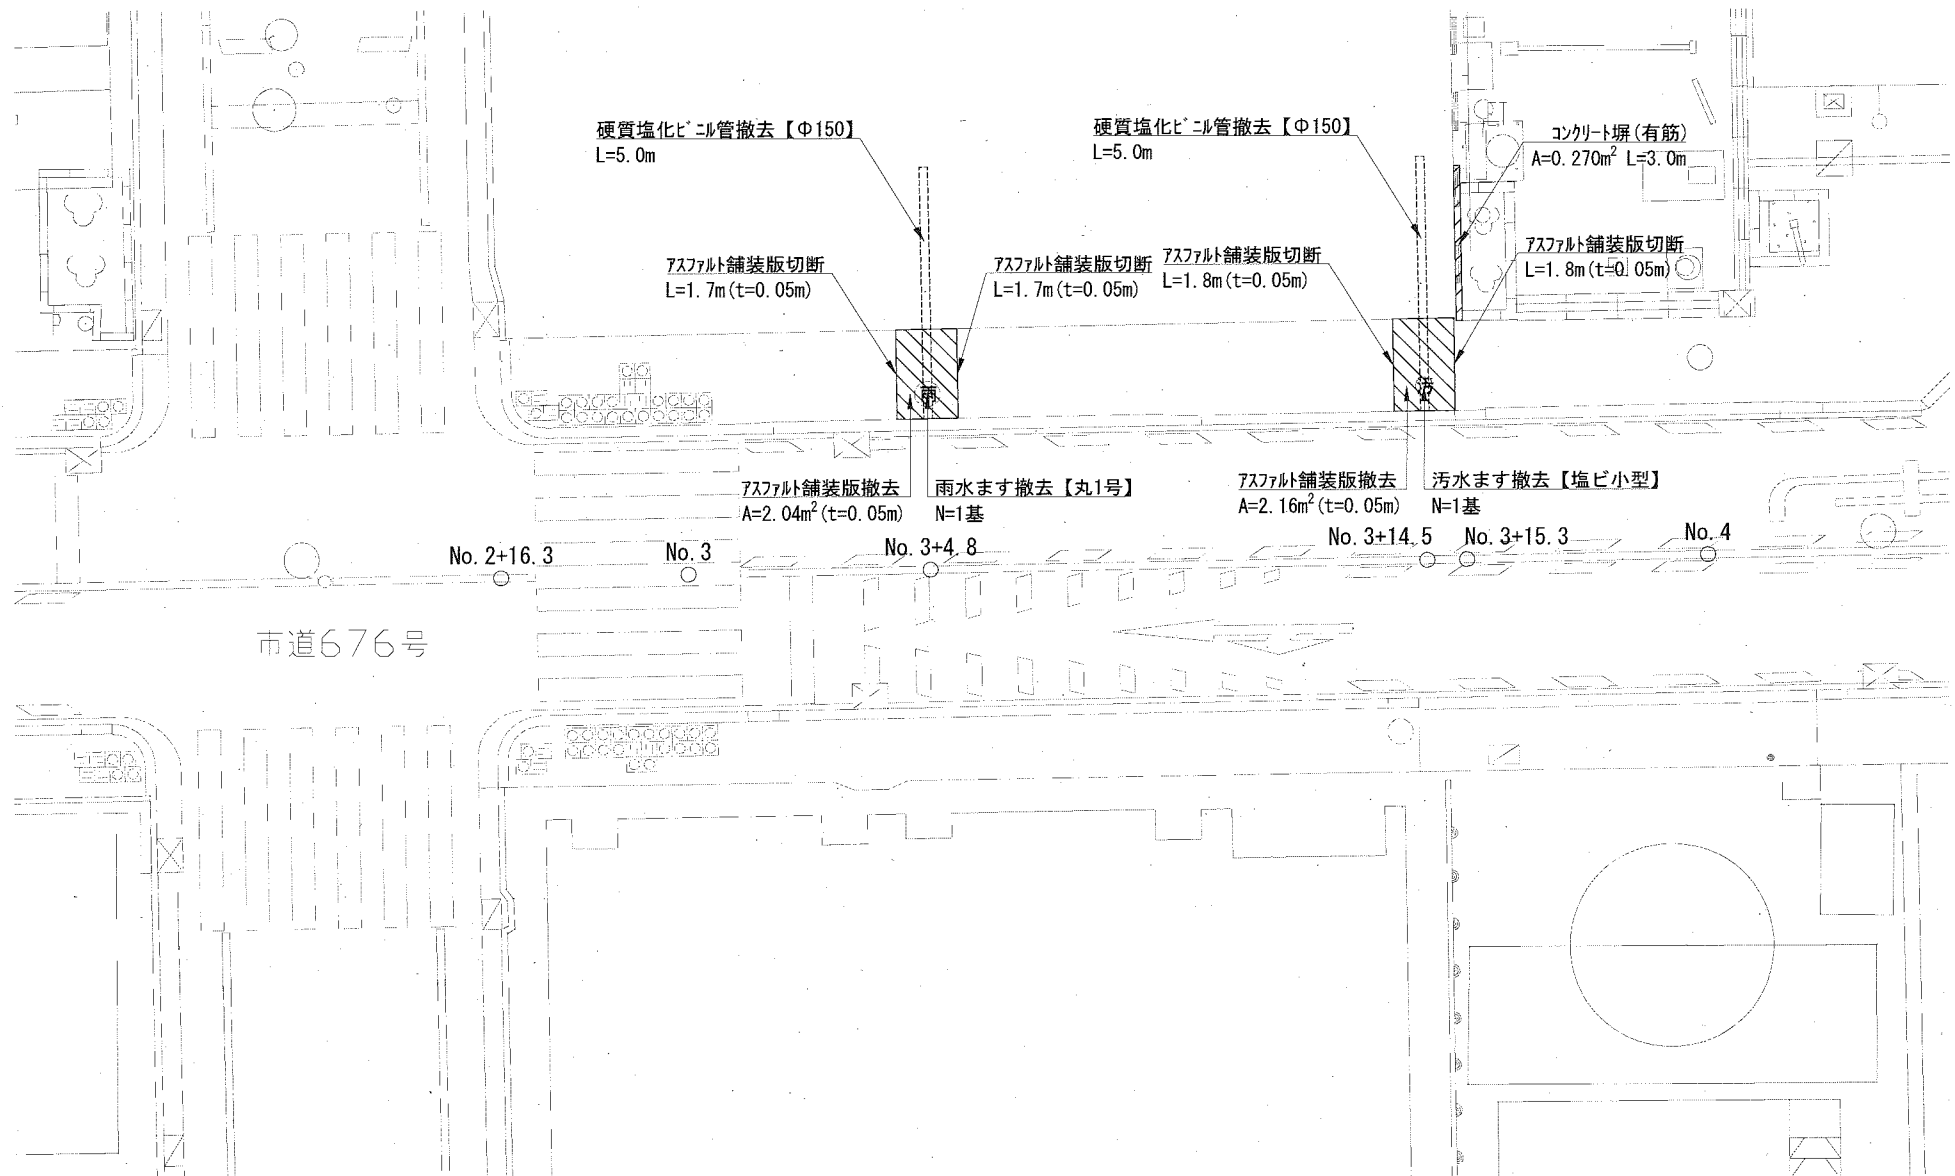 硬質塩化ﾋﾞﾆﾙ管撤去【Φ150】
L=5.0m
硬質塩化ﾋﾞﾆﾙ管撤去【Φ150】
L=5.0m
ｺﾝｸﾘｰﾄ塀(有筋)
A=0.270m² L=3.0m
ｱｽﾌｧﾙﾄ舗装版切断
L=1.7m(t=0.05m)
ｱｽﾌｧﾙﾄ舗装版切断
L=1.7m(t=0.05m)
ｱｽﾌｧﾙﾄ舗装版切断
L=1.8m(t=0.05m)
ｱｽﾌｧﾙﾄ舗装版切断
L=1.8m(t=0.05m)
雨
汚
ｱｽﾌｧﾙﾄ舗装版撤去
A=2.04m²(t=0.05m)
雨水ます撤去【丸1号】
N=1基
ｱｽﾌｧﾙﾄ舗装版撤去
A=2.16m²(t=0.05m)
汚水ます撤去【塩ビ小型】
N=1基
No.2+16.3
No.3
No.3+4.8
No.3+14.5
No.3+15.3
No.4
市道676号